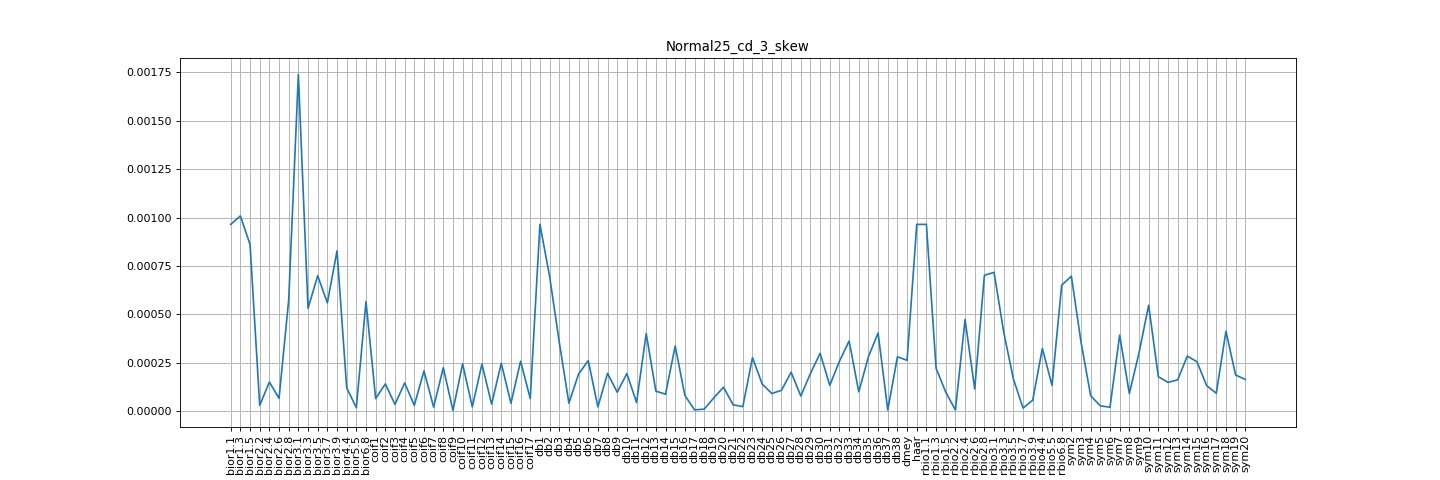 Normal25_cd_3_skew
0.00175
0.00150
0.00125
0.00100
0.00075
0.00050
0.00025
0.00000
bior1.1
bior1.3
bior1.5
bior2.2
bior2.4
bior2.6
bior2.8
bior3.1
bior3.3
bior3.5
bior3.7
bior3.9
bior4.4
bior5.5
bior6.8
coif1
coif2
coif3
coif4
coif5
coif6
coif7
coif8
coif9
coif10
coif11
coif12
coif13
coif14
coif15
coif16
coif17
db1
db2
db3
db4
db5
db6
db7
db8
db9
db10
db11
db12
db13
db14
db15
db16
db17
db18
db19
db20
db21
db22
db23
db24
db25
db26
db27
db28
db29
db30
db31
db32
db33
db34
db35
db36
db37
db38
dmey
haar
rbio1.1
rbio1.3
rbio1.5
rbio2.2
rbio2.4
rbio2.6
rbio2.8
rbio3.1
rbio3.3
rbio3.5
rbio3.7
rbio3.9
rbio4.4
rbio5.5
rbio6.8
sym2
sym3
sym4
sym5
sym6
sym7
sym8
sym9
sym10
sym11
sym12
sym13
sym14
sym15
sym16
sym17
sym18
sym19
sym20